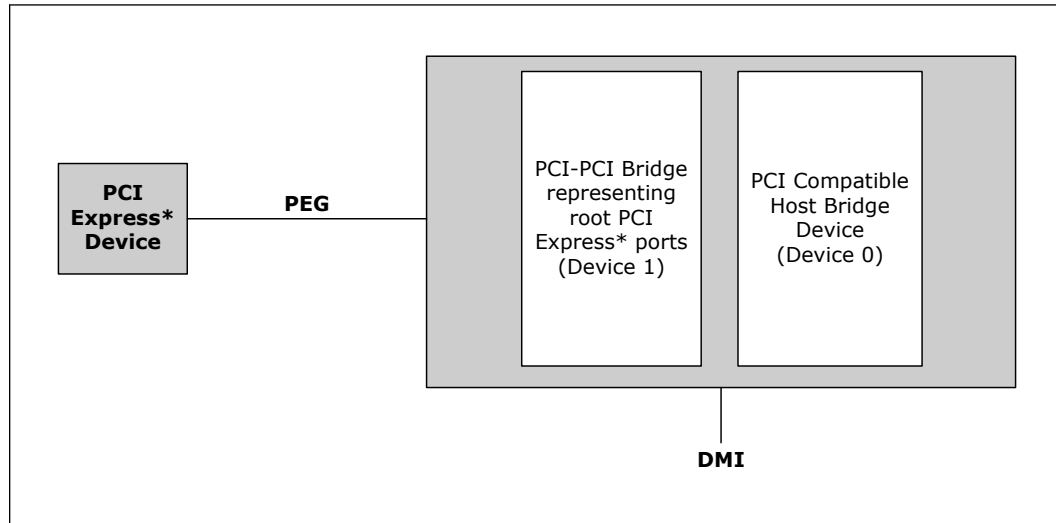 PCI
Express*
Device
PEG
PCI-PCI Bridge
representing
root PCI
Express* ports
(Device 1)
PCI Compatible
Host Bridge
Device
(Device 0)
DMI